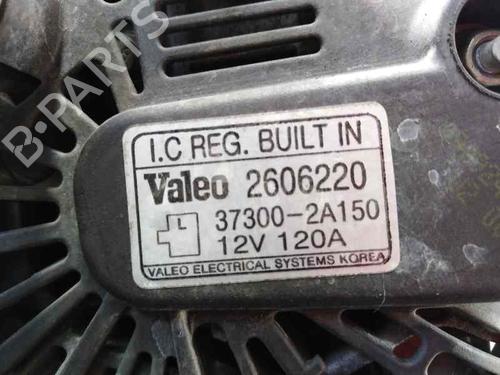 B-PARTS
I.C REG. BUILT IN
Valeo 2606220
37300-2A150
12V 120A
VALEO ELECTRICAL SYSTEMS KOREA